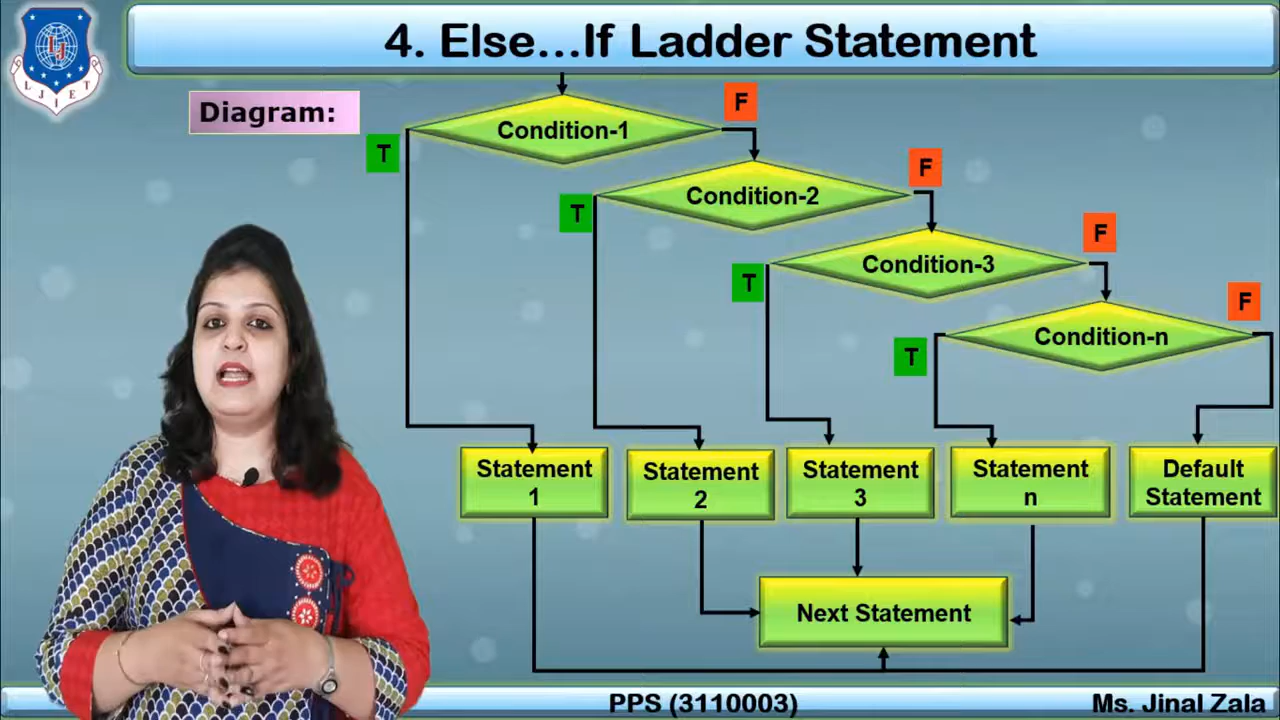 4. Else...If Ladder Statement
LJIET
Diagram:
F
Condition-1
T
F
Condition-2
T
F
Condition-3
T
F
Condition-n
T
Statement
1
Statement
2
Statement
3
Statement
n
Default
Statement
Next Statement
PPS (3110003)
Ms. Jinal Zala